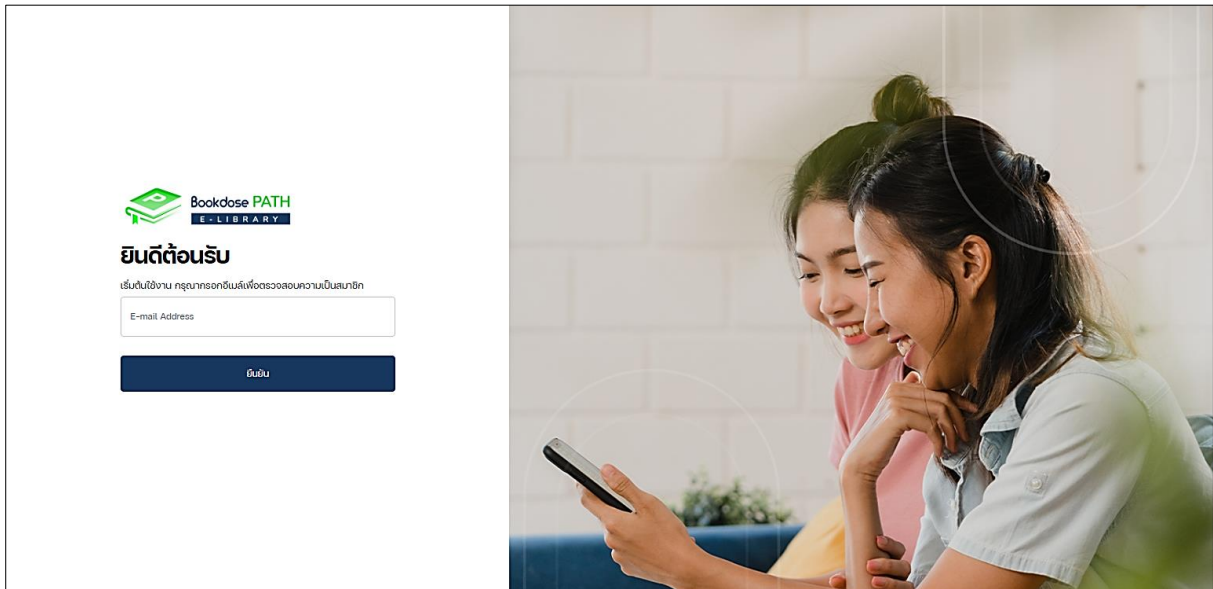 Bookdose PATH
E-LIBRARY
ยินดีต้อนรับ
เริ่มต้นใช้งาน กรุณากรอกอีเมล์เพื่อตรวจสอบความเป็นสมาชิก
E-mail Address
ยืนยัน